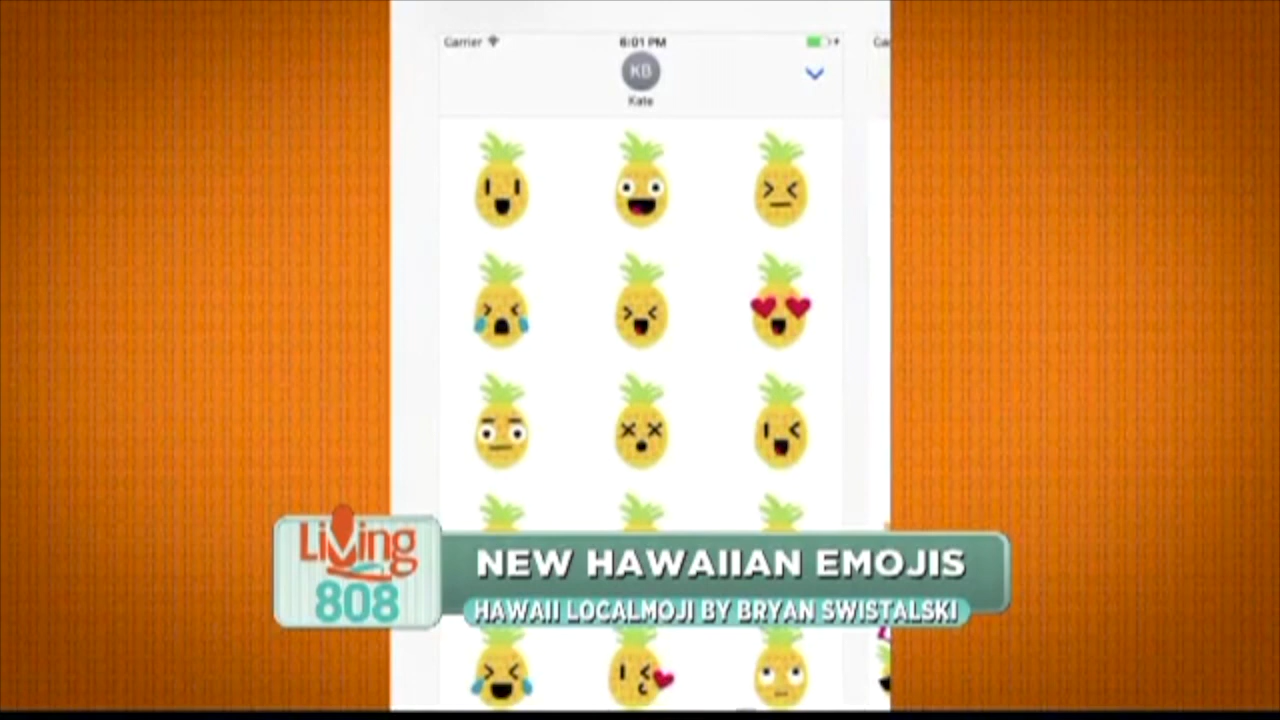 Carrier
6:01 PM
KB
Kate
Living
808
NEW HAWAIIAN EMOJIS
HAWAII LOCALMOJI BY BRYAN SWISTALSKI